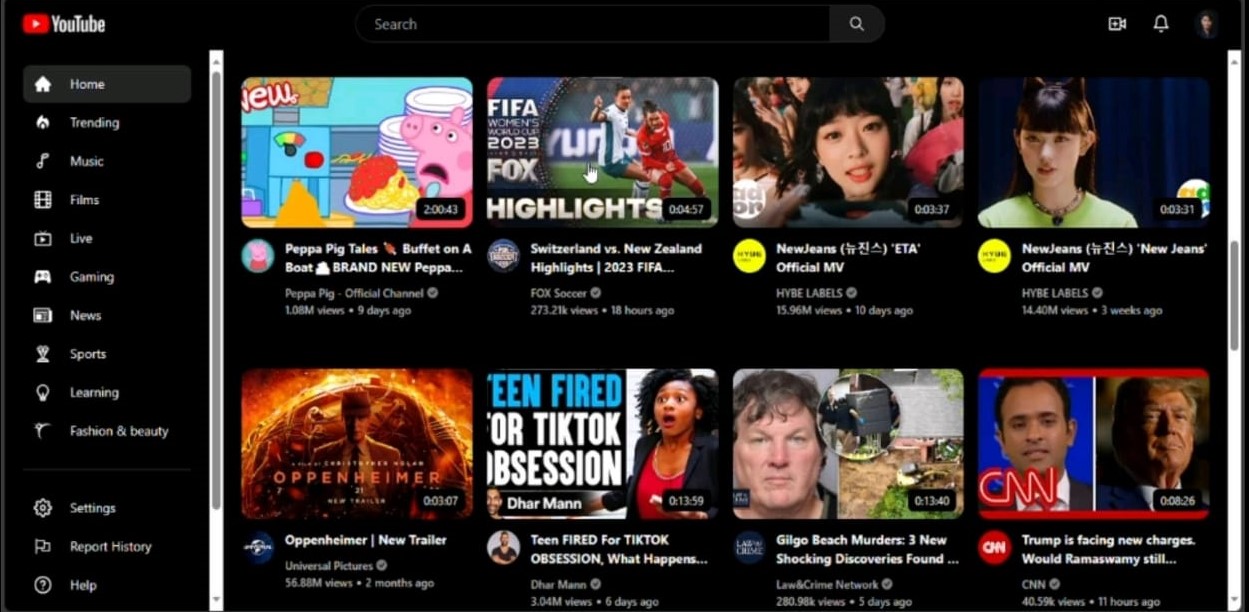 YouTube
Search
Home
Trending
Music
Films
Live
Gaming
News
Sports
Learning
Fashion & beauty
Settings
Report History
Help
New
2:00:43
Peppa Pig Tales 🥕 Buffet on A
Boat 🚢 BRAND NEW Peppa...
Peppa Pig - Official Channel
1.08M views • 9 days ago
FIFA
WOMEN'S
WORLD CUP
2023
FOX
HIGHLIGHTS
0:04:57
Switzerland vs. New Zealand
Highlights | 2023 FIFA...
FOX Soccer
273.21k views • 18 hours ago
0:03:37
NewJeans (뉴진스) 'ETA'
Official MV
HYBE LABELS
15.96M views • 10 days ago
0:03:31
NewJeans (뉴진스) 'New Jeans'
Official MV
HYBE LABELS
14.40M views • 3 weeks ago
A FILM BY CHRISTOPHER NOLAN
OPPENHEIMER
NEW TRAILER
0:03:07
Oppenheimer | New Trailer
Universal Pictures
56.88M views • 2 months ago
TEEN FIRED
FOR TIKTOK
OBSESSION
Dhar Mann
0:13:59
Teen FIRED For TIKTOK
OBSESSION, What Happens...
Dhar Mann
3.04M views • 6 days ago
0:13:40
LAW&CRIME
Gilgo Beach Murders: 3 New
Shocking Discoveries Found ...
Law&Crime Network
280.98k views • 5 days ago
CNN
0:08:26
CNN
Trump is facing new charges.
Would Ramaswamy still...
CNN
40.59k views • 11 hours ago